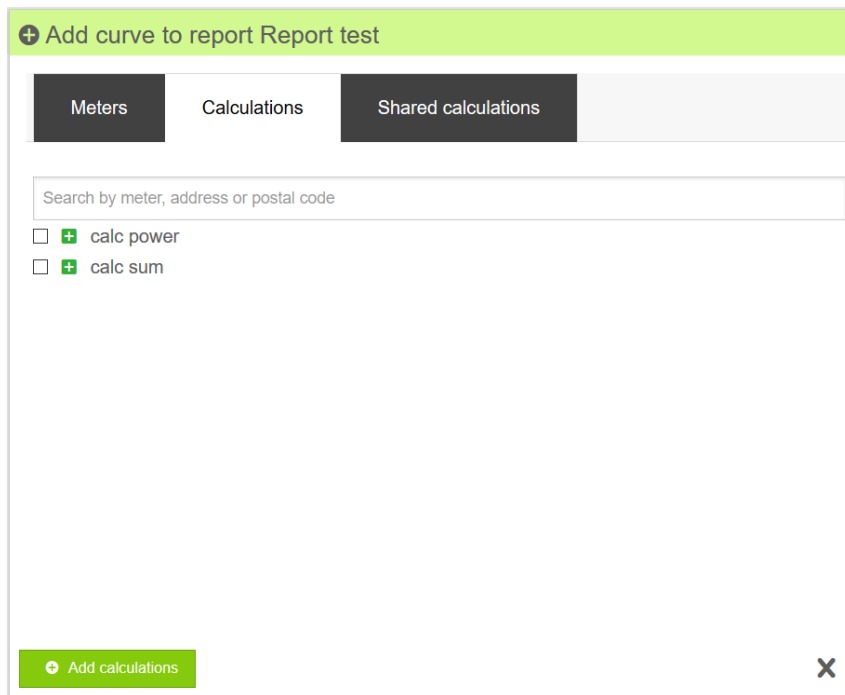 Add curve to report Report test
Meters Calculations Shared calculations
Search by meter, address or postal code
calc power
calc sum
Add calculations